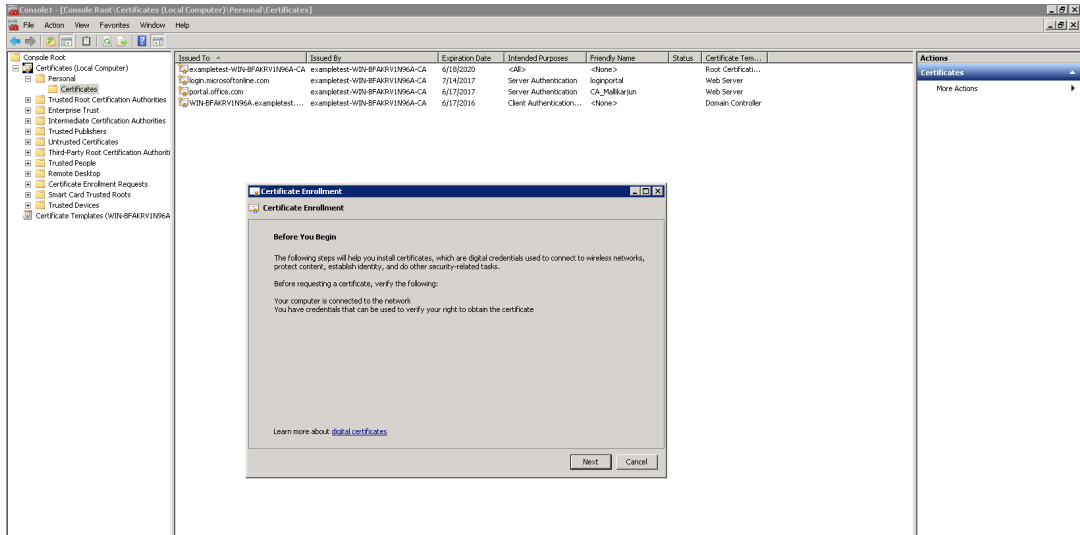 Console1 - [Console Root\Certificates (Local Computer)\Personal\Certificates]
File Action View Favorites Window Help
Console Root
Certificates (Local Computer)
Personal
Certificates
Trusted Root Certification Authorities
Enterprise Trust
Intermediate Certification Authorities
Trusted Publishers
Untrusted Certificates
Third-Party Root Certification Authoriti
Trusted People
Remote Desktop
Certificate Enrollment Requests
Smart Card Trusted Roots
Trusted Devices
Certificate Templates (WIN-BFAKRV1N96A
Issued To Issued By Expiration Date Intended Purposes Friendly Name Status Certificate Tem...
exampletest-WIN-BFAKRV1N96A-CA exampletest-WIN-BFAKRV1N96A-CA 6/18/2020 <All> <None> Root Certificati...
login.microsoftonline.com exampletest-WIN-BFAKRV1N96A-CA 7/14/2017 Server Authentication loginportal Web Server
portal.office.com exampletest-WIN-BFAKRV1N96A-CA 6/17/2017 Server Authentication CA_Mallikarjun Web Server
WIN-BFAKRV1N96A.exampletest.... exampletest-WIN-BFAKRV1N96A-CA 6/17/2016 Client Authentication... <None> Domain Controller
Actions
Certificates
More Actions
Certificate Enrollment
Certificate Enrollment
Before You Begin
The following steps will help you install certificates, which are digital credentials used to connect to wireless networks,
protect content, establish identity, and do other security-related tasks.
Before requesting a certificate, verify the following:
Your computer is connected to the network
You have credentials that can be used to verify your right to obtain the certificate
Learn more about digital certificates
Next Cancel